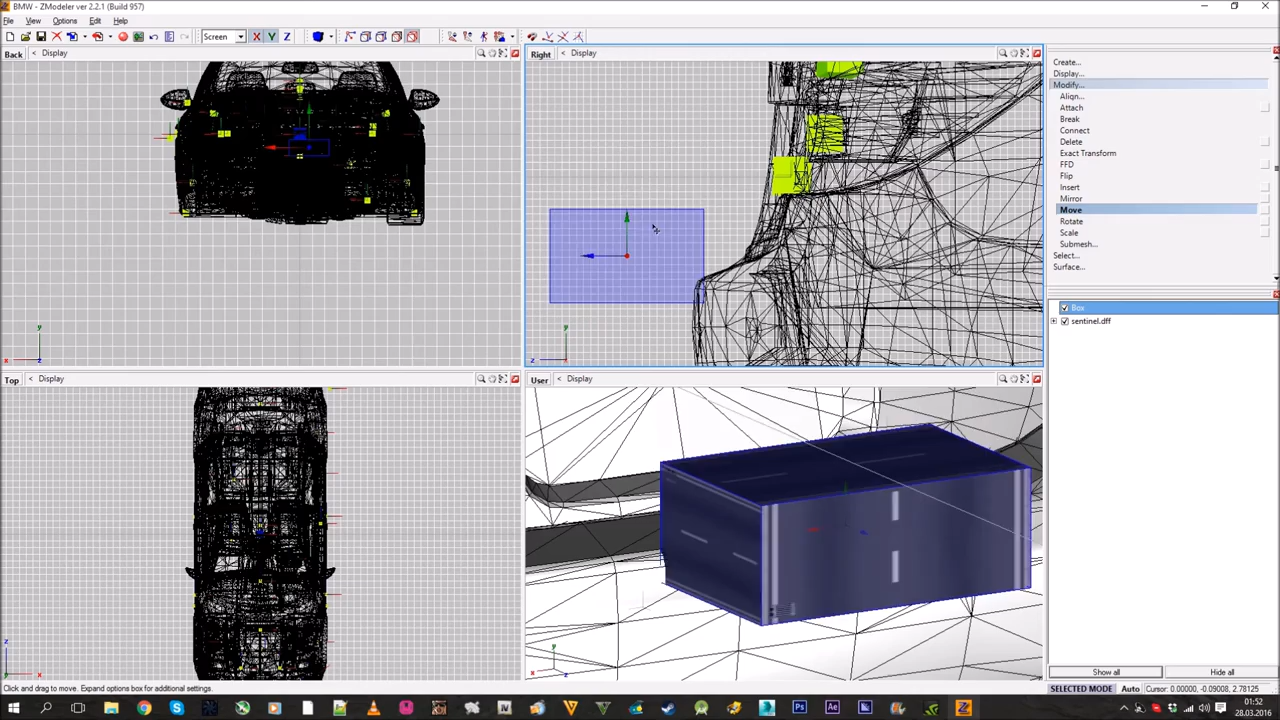 BMW - ZModeler ver 2.2.1 (Build 957)
File View Options Edit Help
Screen X Y Z
Back < Display
Right < Display
y
x z
y
z x
Top < Display
User < Display
z
x
y
x z
Create...
Display...
Modify...
Align...
Attach
Break
Connect
Delete
Exact Transform
FFD
Flip
Insert
Mirror
Move
Rotate
Scale
Submesh...
Select...
Surface...
Box
sentinel.dff
Show all Hide all
Click and drag to move. Expand options box for additional settings.
SELECTED MODE Auto Cursor: 0.00000, -0.09008, 2.78125
01:52
28.03.2016